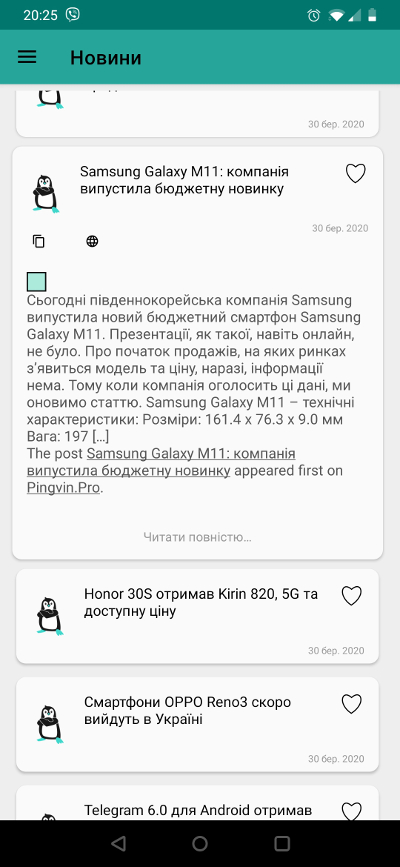 20:25
Новини
30 бер. 2020
Samsung Galaxy M11: компанія
випустила бюджетну новинку
30 бер. 2020
Сьогодні південнокорейська компанія Samsung
випустила новий бюджетний смартфон Samsung
Galaxy M11. Презентації, як такої, навіть онлайн,
не було. Про початок продажів, на яких ринках
з’явиться модель та ціну, наразі, інформації
нема. Тому коли компанія оголосить ці дані, ми
оновимо статтю. Samsung Galaxy M11 – технічні
характеристики: Розміри: 161.4 x 76.3 x 9.0 мм
Вага: 197 […]
The post Samsung Galaxy M11: компанія
випустила бюджетну новинку appeared first on
Pingvin.Pro.
Читати повністю…
Honor 30S отримав Kirin 820, 5G та
доступну ціну
30 бер. 2020
Смартфони OPPO Reno3 скоро
вийдуть в Україні
30 бер. 2020
Telegram 6.0 для Android отримав